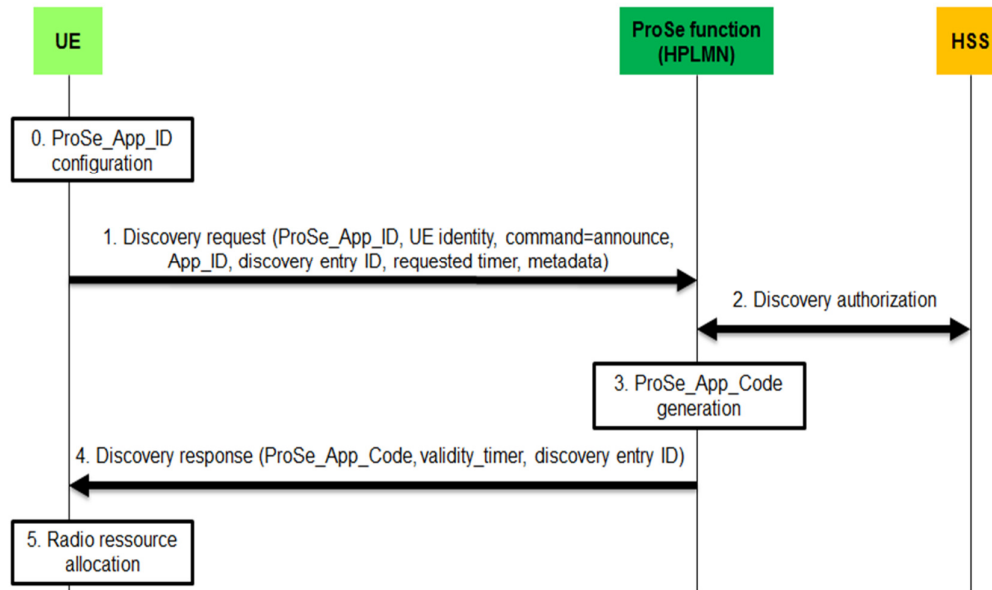 UE
ProSe function
(HPLMN)
HSS
0. ProSe_App_ID
configuration
1. Discovery request (ProSe_App_ID, UE identity, command=announce,
App_ID, discovery entry ID, requested timer, metadata)
2. Discovery authorization
3. ProSe_App_Code
generation
4. Discovery response (ProSe_App_Code, validity_timer, discovery entry ID)
5. Radio ressource
allocation